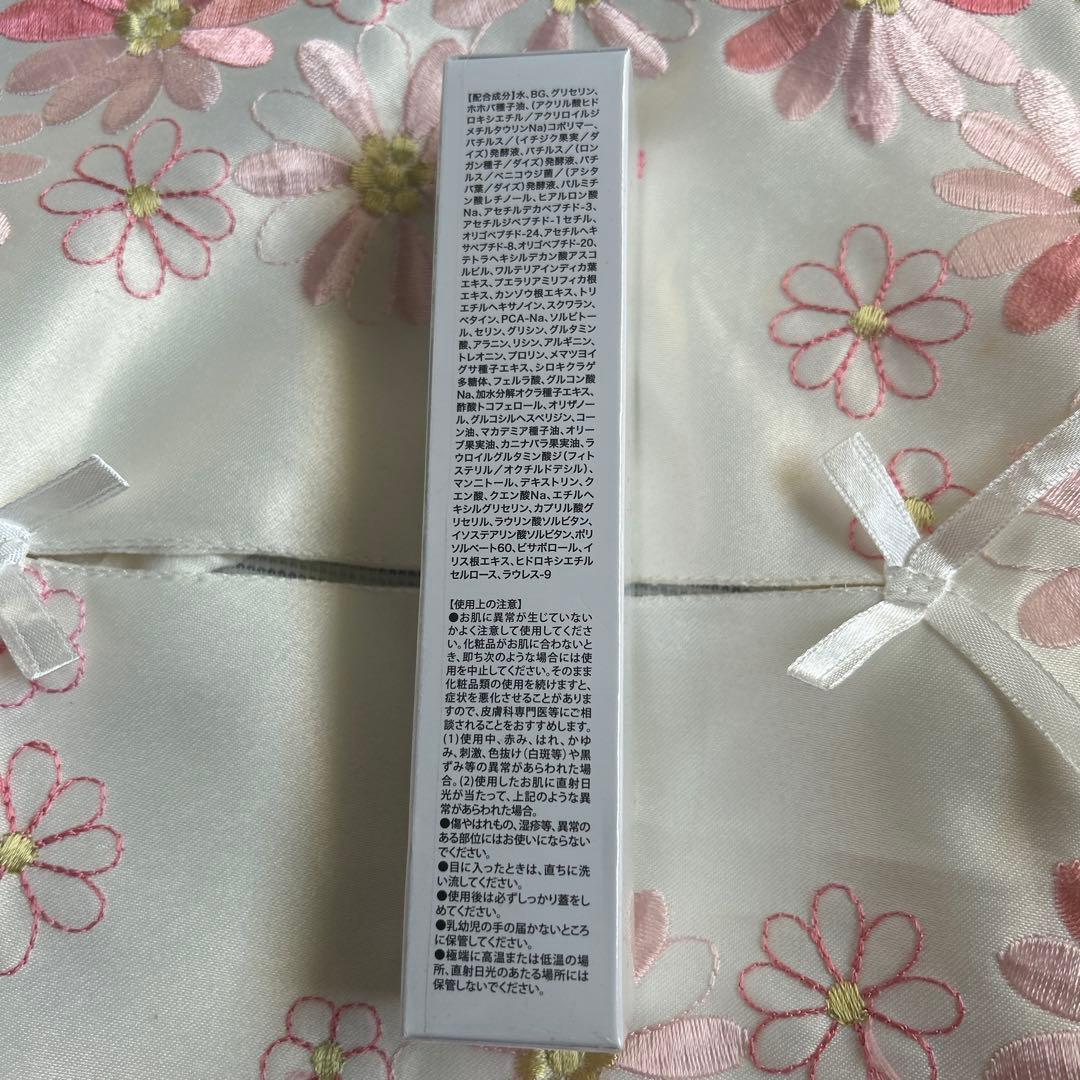 【配合成分】水、BG、グリセリン、
ホホバ種子油、(アクリル酸ヒド
ロキシエチル/アクリロイルジ
メチルタウリンNa)コポリマー、
バチルス/(イチジク果実/ダ
イズ)発酵液、バチルス/(ロン
ガン種子/ダイズ)発酵液、バチ
ルス/ベニコウジ菌/(アシタ
バ葉/ダイズ)発酵液、パルミチ
ン酸レチノール、ヒアルロン酸
Na、アセチルデカペプチド-3、
アセチルジペプチド-1セチル、
オリゴペプチド-24、アセチルヘキ
サペプチド-8、オリゴペプチド-20、
テトラヘキシルデカン酸アスコ
ルビル、ワルテリアインディカ葉
エキス、プエラリアミリフィカ根
エキス、カンゾウ根エキス、トリ
エチルヘキサノイン、スクワラン、
ベタイン、PCA-Na、ソルビトー
ル、セリン、グリシン、グルタミン
酸、アラニン、リシン、アルギニン、
トレオニン、プロリン、メマツヨイ
グサ種子エキス、シロキクラゲ
多糖体、フェルラ酸、グルコン酸
Na、加水分解オクラ種子エキス、
酢酸トコフェロール、オリザノー
ル、グルコシルヘスペリジン、コー
ン油、マカデミア種子油、オリー
ブ果実油、カニナバラ果実油、ラ
ウロイルグルタミン酸ジ(フィト
ステリル/オクチルドデシル)、
マンニトール、デキストリン、ク
エン酸、クエン酸Na、エチルヘ
キシルグリセリン、カプリル酸グ
リセリル、ラウリン酸ソルビタン、
イソステアリン酸ソルビタン、ポリ
ソルベート60、ビサボロール、イ
リス根エキス、ヒドロキシエチル
セルロース、ラウレス-9
【使用上の注意】
●お肌に異常が生じていない
かよく注意して使用してくださ
い。化粧品がお肌に合わないと
き、即ち次のような場合には使
用を中止してください。そのまま
化粧品類の使用を続けますと、
症状を悪化させることがありま
すので、皮膚科専門医等にご相
談されることをおすすめします。
(1)使用中、赤み、はれ、かゆ
み、刺激、色抜け(白斑等)や黒
ずみ等の異常があらわれた場
合。(2)使用したお肌に直射日
光が当たって、上記のような異
常があらわれた場合。
●傷やはれもの、湿疹等、異常の
ある部位にはお使いにならない
でください。
●目に入ったときは、直ちに洗
い流してください。
●使用後は必ずしっかり蓋をし
めてください。
●乳幼児の手の届かないところ
に保管してください。
●極端に高温または低温の場
所、直射日光のあたる場所には
保管しないでください。